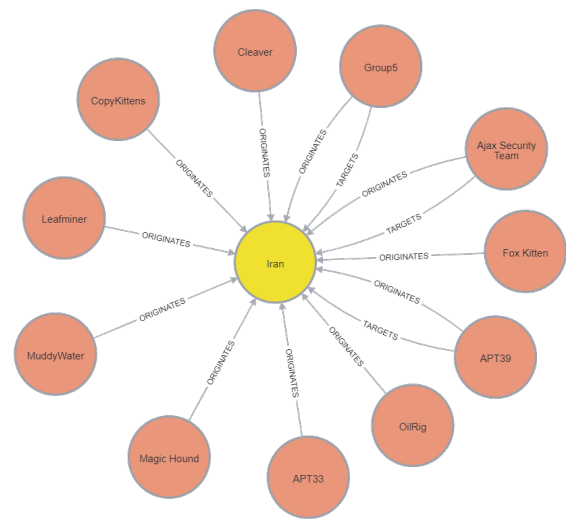 Cleaver
Group5
CopyKittens
ORIGINATES
ORIGINATES
TARGETS
Ajax Security
Team
ORIGINATES
ORIGINATES
TARGETS
Leafminer
ORIGINATES
Fox Kitten
ORIGINATES
Iran
ORIGINATES
TARGETS
APT39
MuddyWater
ORIGINATES
ORIGINATES
ORIGINATES
ORIGINATES
OilRig
Magic Hound
APT33